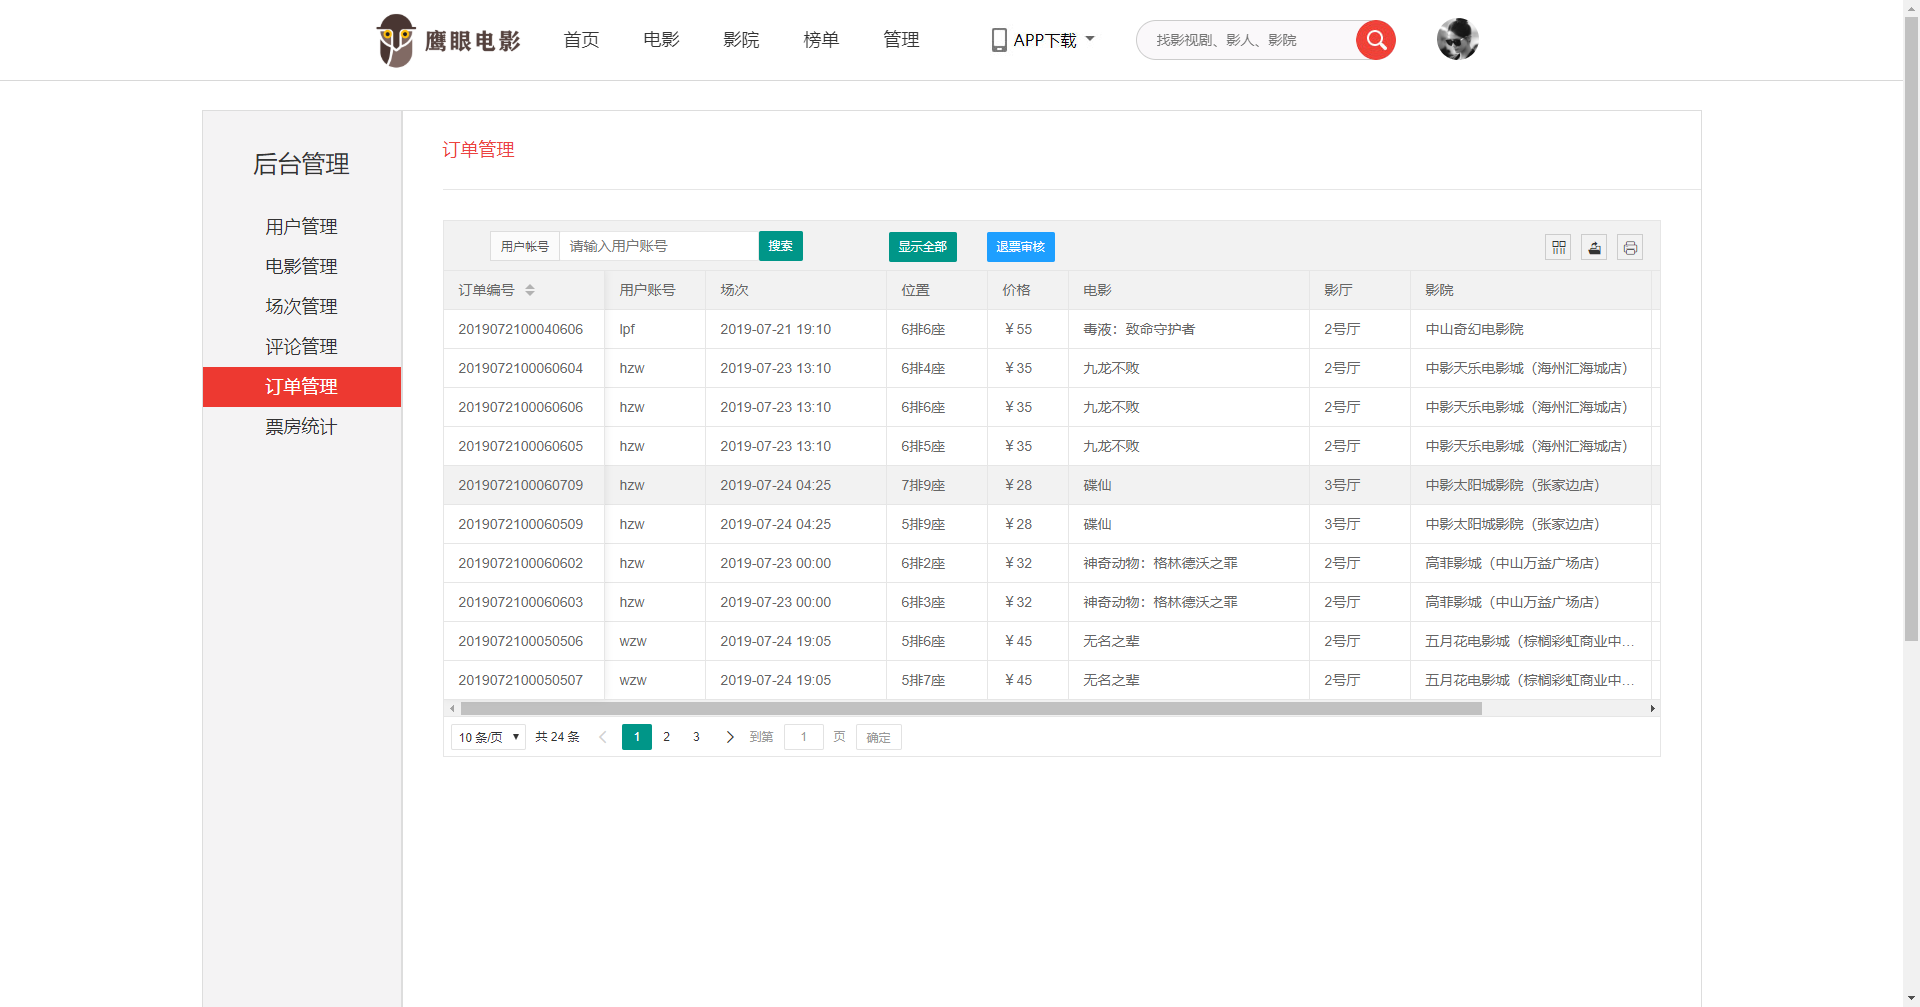 鹰眼电影 首页 电影 影院 榜单 管理 APP下载 找影视剧、影人、影院
后台管理
用户管理
电影管理
场次管理
评论管理
订单管理
票房统计
订单管理
用户帐号 请输入用户账号 搜索 显示全部 退票审核
订单编号 用户账号 场次 位置 价格 电影 影厅 影院
2019072100040606 lpf 2019-07-21 19:10 6排6座 ¥55 毒液：致命守护者 2号厅 中山奇幻电影院
2019072100060604 hzw 2019-07-23 13:10 6排4座 ¥35 九龙不败 2号厅 中影天乐电影城（海州汇海城店）
2019072100060606 hzw 2019-07-23 13:10 6排6座 ¥35 九龙不败 2号厅 中影天乐电影城（海州汇海城店）
2019072100060605 hzw 2019-07-23 13:10 6排5座 ¥35 九龙不败 2号厅 中影天乐电影城（海州汇海城店）
2019072100060709 hzw 2019-07-24 04:25 7排9座 ¥28 碟仙 3号厅 中影太阳城影院（张家边店）
2019072100060509 hzw 2019-07-24 04:25 5排9座 ¥28 碟仙 3号厅 中影太阳城影院（张家边店）
2019072100060602 hzw 2019-07-23 00:00 6排2座 ¥32 神奇动物：格林德沃之罪 2号厅 高菲影城（中山万益广场店）
2019072100060603 hzw 2019-07-23 00:00 6排3座 ¥32 神奇动物：格林德沃之罪 2号厅 高菲影城（中山万益广场店）
2019072100050506 wzw 2019-07-24 19:05 5排6座 ¥45 无名之辈 2号厅 五月花电影城（棕榈彩虹商业中...
2019072100050507 wzw 2019-07-24 19:05 5排7座 ¥45 无名之辈 2号厅 五月花电影城（棕榈彩虹商业中...
10 条/页 共 24 条 1 2 3 到第 1 页 确定